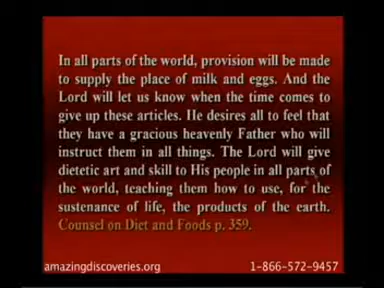 In all parts of the world, provision will be made
to supply the place of milk and eggs. And the
Lord will let us know when the time comes to
give up these articles. He desires all to feel that
they have a gracious heavenly Father who will
instruct them in all things. The Lord will give
dietetic art and skill to His people in all parts of
the world, teaching them how to use, for the
sustenance of life, the products of the earth.
Counsel on Diet and Foods p. 359.
amazingdiscoveries.org 1-866-572-9457